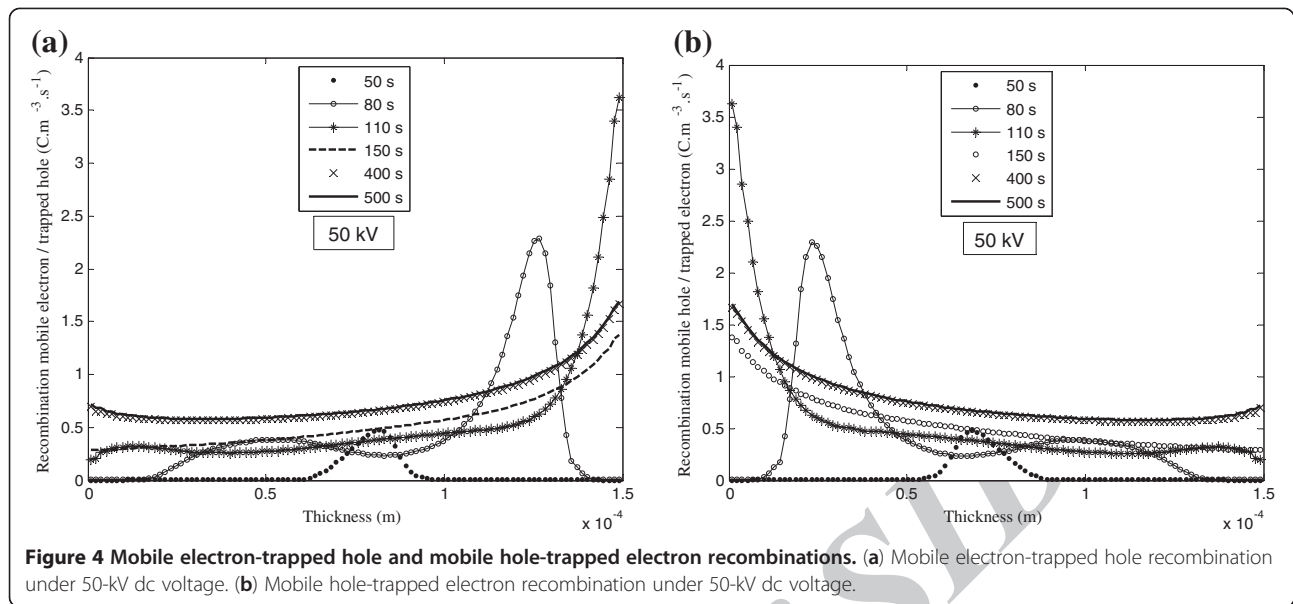 (a)
4
3.5
3
2.5
2
1.5
1
0.5
0
Recombination mobile electron / trapped hole (C.m -3 .s -1)
50 s
80 s
110 s
150 s
400 s
500 s
50 kV
0
0.5
1
1.5
Thickness (m)
x 10 -4
(b)
4
3.5
3
2.5
2
1.5
1
0.5
0
Recombination mobile hole / trapped electron (C.m -3 .s -1)
50 s
80 s
110 s
150 s
400 s
500 s
50 kV
0
0.5
1
1.5
Thickness (m)
x 10 -4
Figure 4 Mobile electron-trapped hole and mobile hole-trapped electron recombinations. (a) Mobile electron-trapped hole recombination
under 50-kV dc voltage. (b) Mobile hole-trapped electron recombination under 50-kV dc voltage.